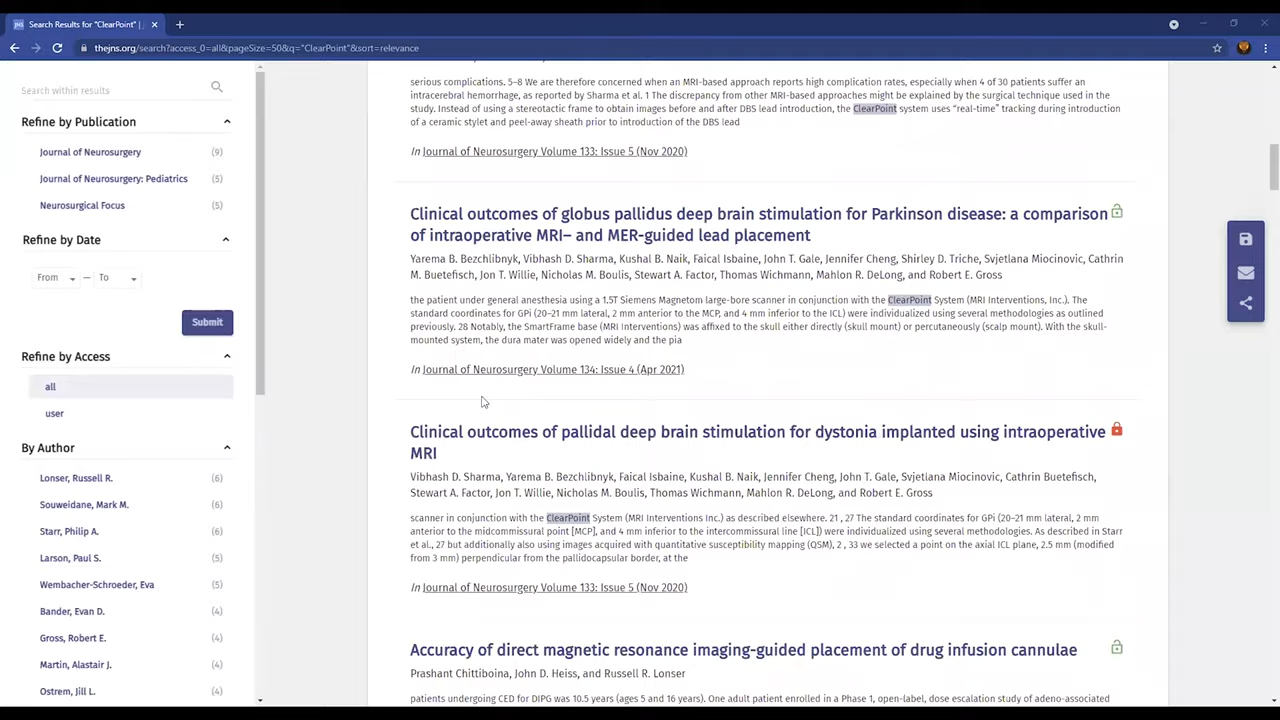 Search Results for "ClearPoint" | J
thejns.org/search?access_0=all&pageSize=50&q="ClearPoint"&sort=relevance
Search within results
Refine by Publication
Journal of Neurosurgery (9)
Journal of Neurosurgery: Pediatrics (5)
Neurosurgical Focus (5)
Refine by Date
From — To
Submit
Refine by Access
all
user
By Author
Lonser, Russell R. (6)
Souweidane, Mark M. (6)
Starr, Philip A. (6)
Larson, Paul S. (5)
Wembacher-Schroeder, Eva (5)
Bander, Evan D. (4)
Gross, Robert E. (4)
Martin, Alastair J. (4)
Ostrem, Jill L. (4)
serious complications. 5–8 We are therefore concerned when an MRI-based approach reports high complication rates, especially when 4 of 30 patients suffer an
intracerebral hemorrhage, as reported by Sharma et al. 1 The discrepancy from other MRI-based approaches might be explained by the surgical technique used in the
study. Instead of using a stereotactic frame to obtain images before and after DBS lead introduction, the ClearPoint system uses "real-time" tracking during introduction
of a ceramic stylet and peel-away sheath prior to introduction of the DBS lead
In Journal of Neurosurgery Volume 133: Issue 5 (Nov 2020)
Clinical outcomes of globus pallidus deep brain stimulation for Parkinson disease: a comparison
of intraoperative MRI– and MER-guided lead placement
Yarema B. Bezchlibnyk, Vibhash D. Sharma, Kushal B. Naik, Faical Isbaine, John T. Gale, Jennifer Cheng, Shirley D. Triche, Svjetlana Miocinovic, Cathrin
M. Buetefisch, Jon T. Willie, Nicholas M. Boulis, Stewart A. Factor, Thomas Wichmann, Mahlon R. DeLong, and Robert E. Gross
the patient under general anesthesia using a 1.5T Siemens Magnetom large-bore scanner in conjunction with the ClearPoint System (MRI Interventions, Inc.). The
standard coordinates for GPi (20–21 mm lateral, 2 mm anterior to the MCP, and 4 mm inferior to the ICL) were individualized using several methodologies as outlined
previously. 28 Notably, the SmartFrame base (MRI Interventions) was affixed to the skull either directly (skull mount) or percutaneously (scalp mount). With the skull-
mounted system, the dura mater was opened widely and the pia
In Journal of Neurosurgery Volume 134: Issue 4 (Apr 2021)
Clinical outcomes of pallidal deep brain stimulation for dystonia implanted using intraoperative
MRI
Vibhash D. Sharma, Yarema B. Bezchlibnyk, Faical Isbaine, Kushal B. Naik, Jennifer Cheng, John T. Gale, Svjetlana Miocinovic, Cathrin Buetefisch,
Stewart A. Factor, Jon T. Willie, Nicholas M. Boulis, Thomas Wichmann, Mahlon R. DeLong, and Robert E. Gross
scanner in conjunction with the ClearPoint System (MRI Interventions Inc.) as described elsewhere. 21 , 27 The standard coordinates for GPi (20–21 mm lateral, 2 mm
anterior to the midcommissural point [MCP], and 4 mm inferior to the intercommissural line [ICL]) were individualized using several methodologies. As described in Starr
et al., 27 but additionally also using images acquired with quantitative susceptibility mapping (QSM), 2 , 33 we selected a point on the axial ICL plane, 2.5 mm (modified
from 3 mm) perpendicular from the pallidocapsular border, at the
In Journal of Neurosurgery Volume 133: Issue 5 (Nov 2020)
Accuracy of direct magnetic resonance imaging-guided placement of drug infusion cannulae
Prashant Chittiboina, John D. Heiss, and Russell R. Lonser
patients undergoing CED for DIPG was 10.5 years (ages 5 and 16 years). One adult patient enrolled in a Phase 1, open-label, dose escalation study of adeno-associated